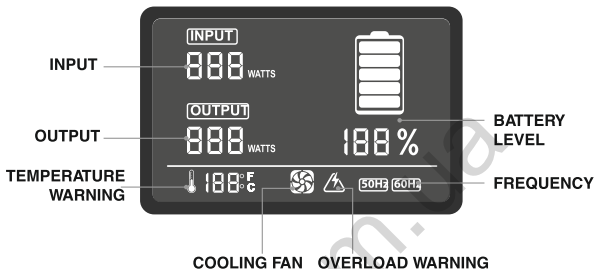 INPUT
INPUT
888 WATTS
OUTPUT
OUTPUT
888 WATTS
188 %
BATTERY
LEVEL
TEMPERATURE
WARNING
188°F
°C
50Hz 60Hz
FREQUENCY
COOLING FAN OVERLOAD WARNING
m.ua